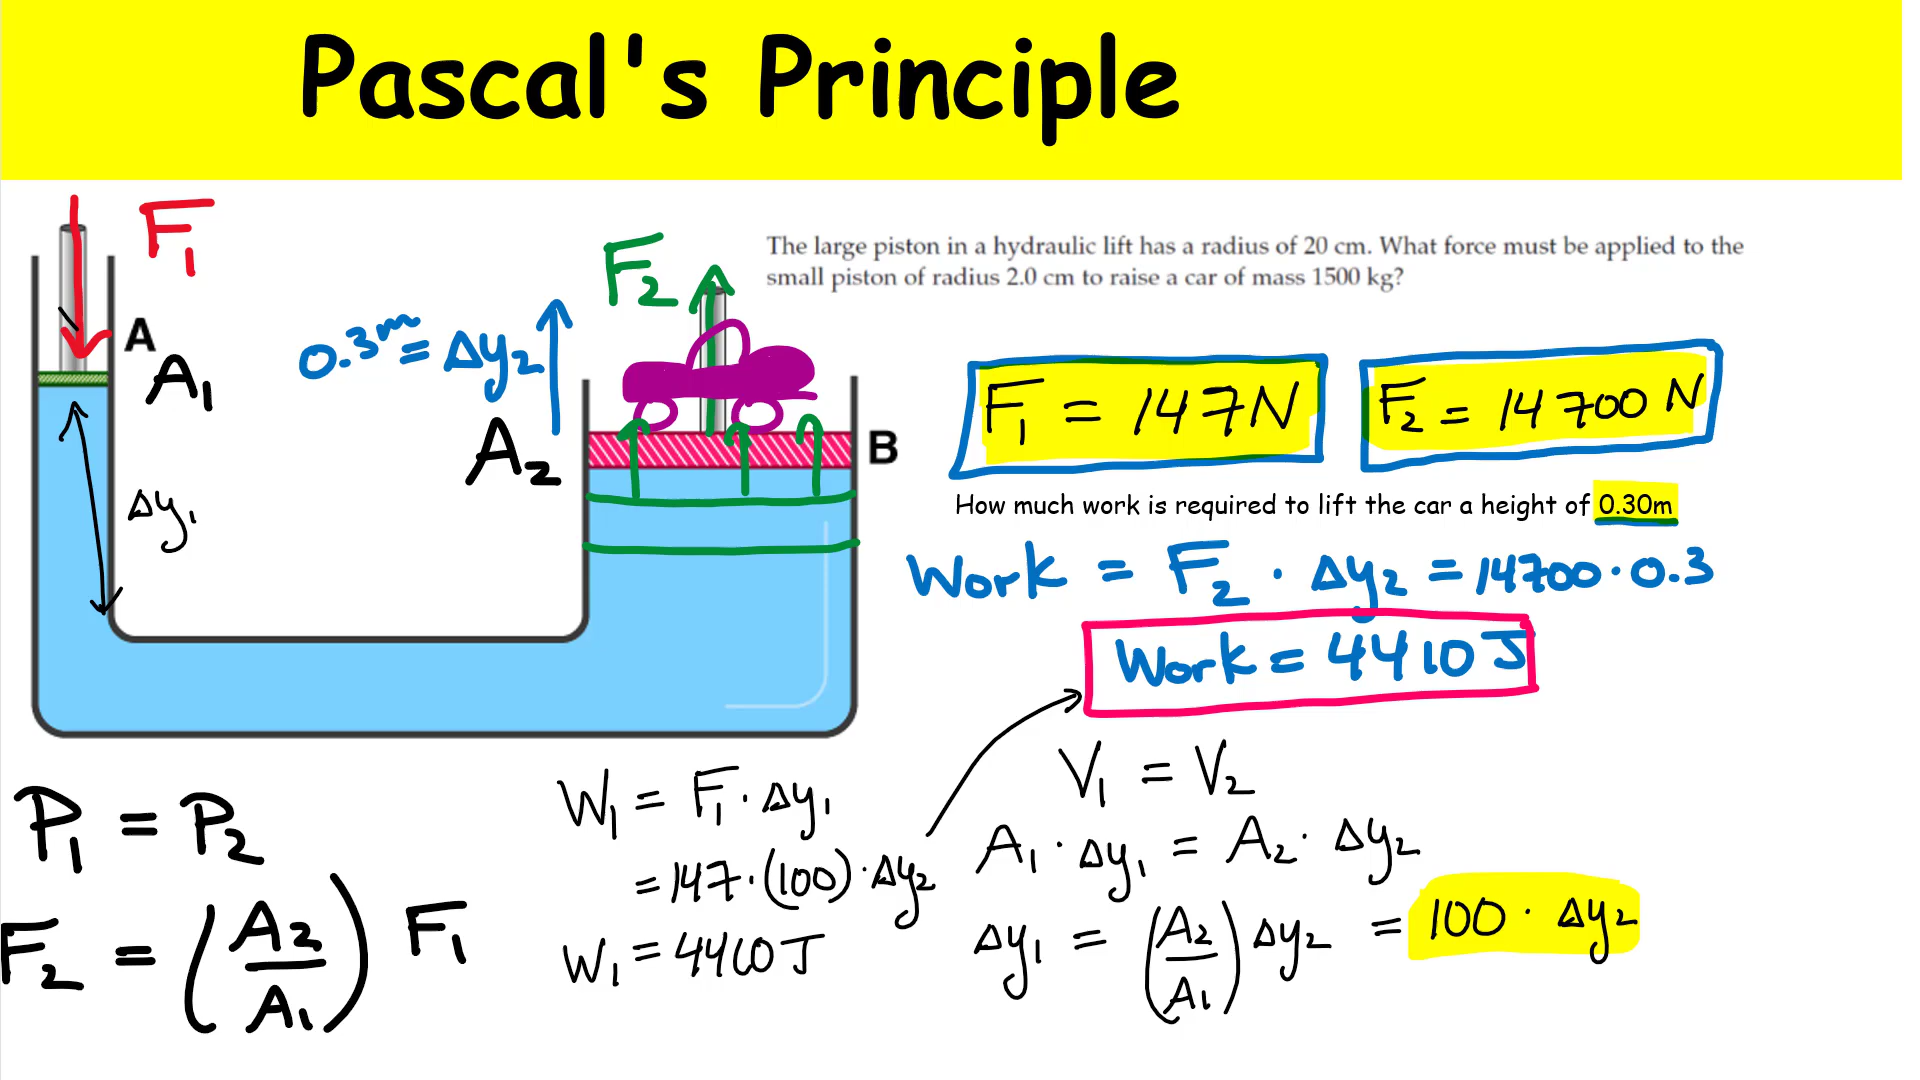 Pascal's Principle
F₁
A
A₁
Δy₁
0.3m = Δy₂
A₂
F₂
B
The large piston in a hydraulic lift has a radius of 20 cm. What force must be applied to the
small piston of radius 2.0 cm to raise a car of mass 1500 kg?
F₁ = 147N
F₂ = 14700 N
How much work is required to lift the car a height of 0.30m
Work = F₂ · Δy₂ = 14700 · 0.3
Work = 4410 J
P₁ = P₂
F₂ = (A₂/A₁) F₁
W₁ = F₁ · Δy₁
= 147 · (100) · Δy₂
W₁ = 4410 J
V₁ = V₂
A₁ · Δy₁ = A₂ · Δy₂
Δy₁ = (A₂/A₁) Δy₂ = 100 · Δy₂